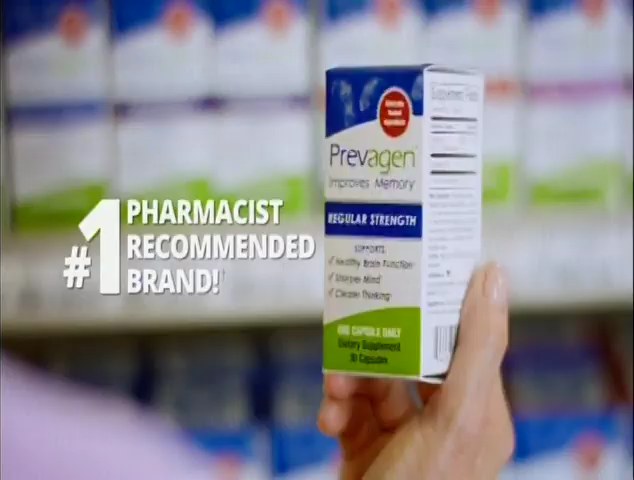 #1 PHARMACIST
RECOMMENDED
BRAND!
Prevagen
Improves Memory
REGULAR STRENGTH
SUPPORTS:
✓ Healthy Brain Function
✓ Sharper Mind
✓ Clearer Thinking
ONE CAPSULE ONLY
Dietary Supplement
30 Capsules
Supplement Facts